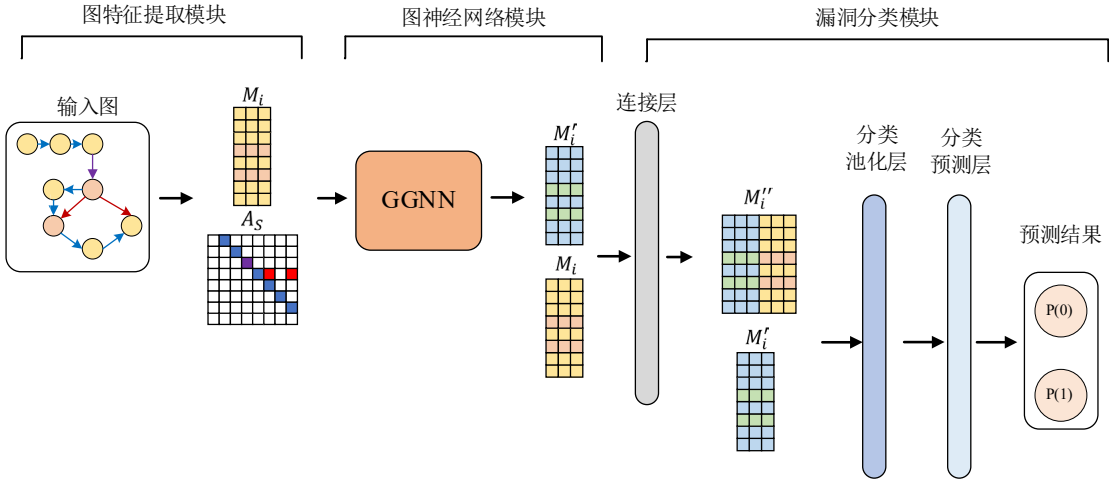 图特征提取模块
图神经网络模块
漏洞分类模块
输入图
M_i
A_S
GGNN
M_i′
M_i
连接层
M_i″
M_i′
分类
池化层
分类
预测层
预测结果
P(0)
P(1)